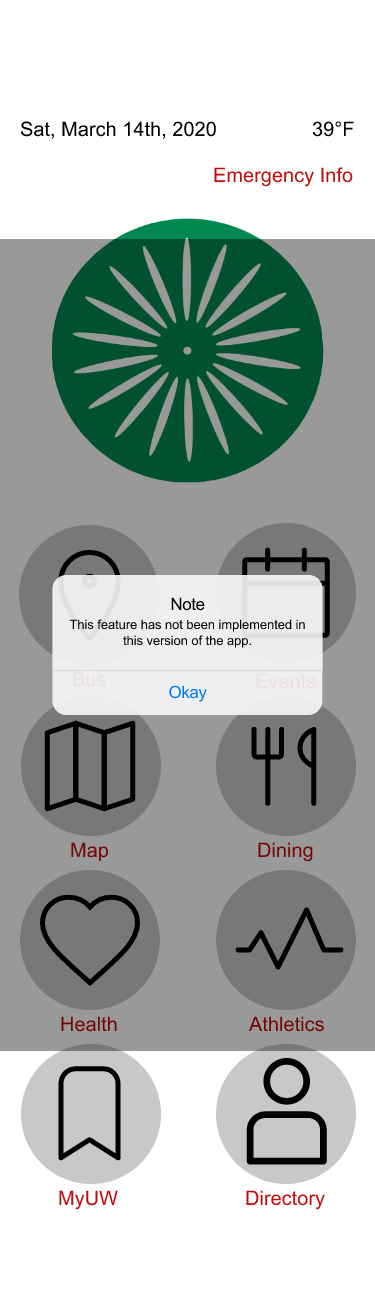 Sat, March 14th, 2020 39°F
Emergency Info
Note
This feature has not been implemented in
this version of the app.
Bus Events
Okay
Map Dining
Health Athletics
MyUW Directory